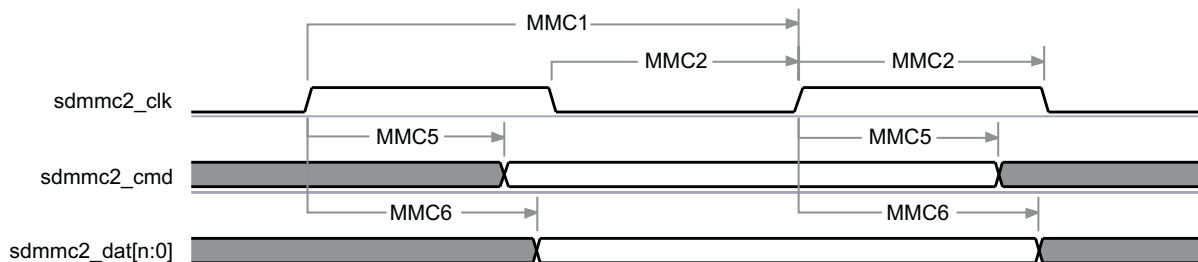 MMC1
MMC2 MMC2
sdmmc2_clk
MMC5 MMC5
sdmmc2_cmd
MMC6 MMC6
sdmmc2_dat[n:0]